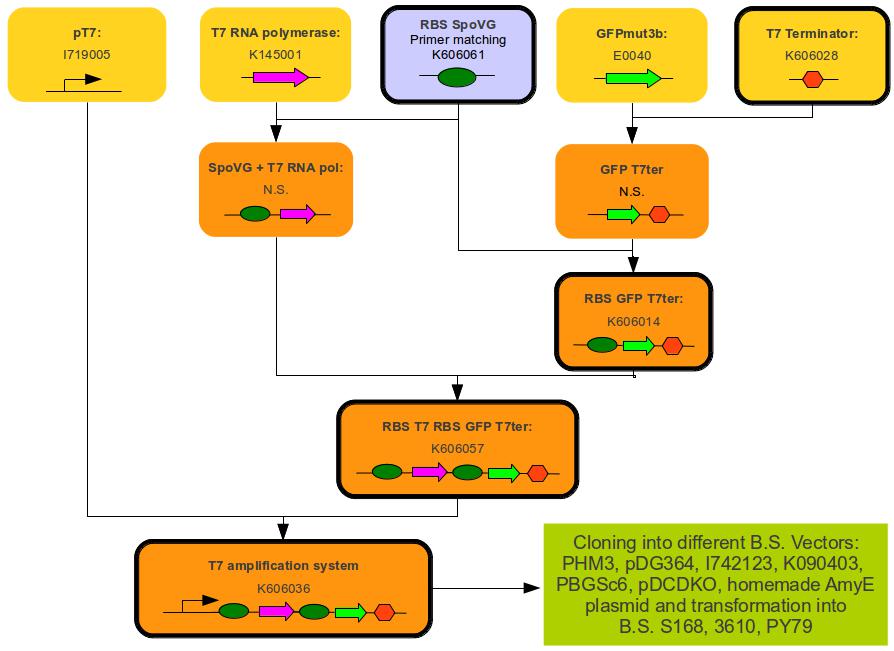 pT7:
I719005
T7 RNA polymerase:
K145001
RBS SpoVG
Primer matching
K606061
GFPmut3b:
E0040
T7 Terminator:
K606028
SpoVG + T7 RNA pol:
N.S.
GFP T7ter
N.S.
RBS GFP T7ter:
K606014
RBS T7 RBS GFP T7ter:
K606057
T7 amplification system
K606036
Cloning into different B.S. Vectors:
PHM3, pDG364, I742123, K090403,
PBGSc6, pDCDKO, homemade AmyE
plasmid and transformation into
B.S. S168, 3610, PY79